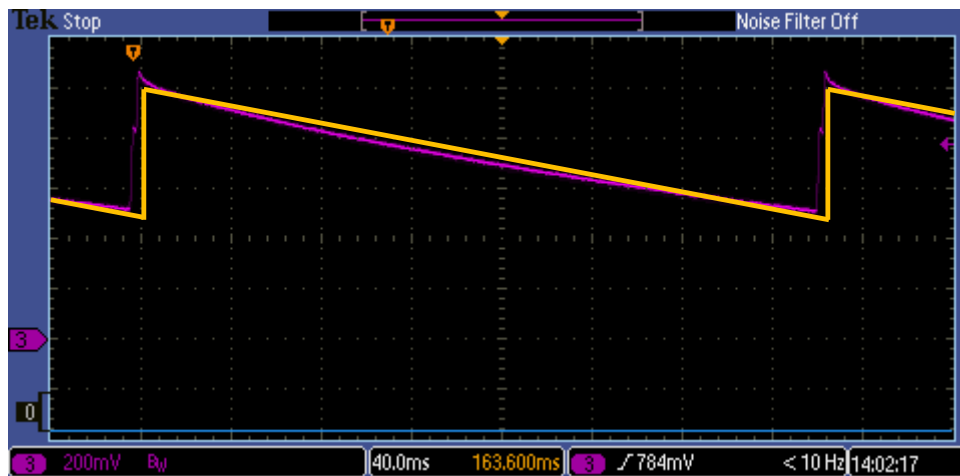 Tek Stop Noise Filter Off
T
T
3
0
3 200mV BW 40.0ms 163.600ms 3 784mV < 10 Hz 14:02:17